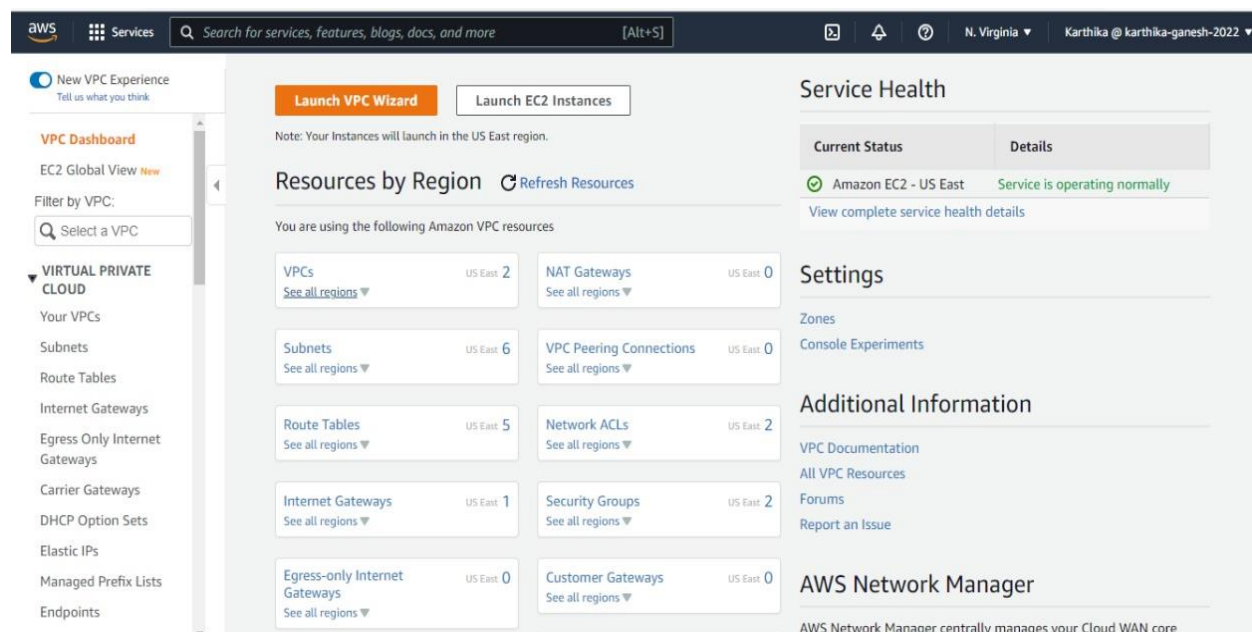 aws
Services
Search for services, features, blogs, docs, and more
[Alt+S]
N. Virginia ▼
Karthika @ karthika-ganesh-2022 ▼
New VPC Experience
Tell us what you think
VPC Dashboard
EC2 Global View New
Filter by VPC:
Select a VPC
VIRTUAL PRIVATE
CLOUD
Your VPCs
Subnets
Route Tables
Internet Gateways
Egress Only Internet
Gateways
Carrier Gateways
DHCP Option Sets
Elastic IPs
Managed Prefix Lists
Endpoints
Launch VPC Wizard
Launch EC2 Instances
Note: Your Instances will launch in the US East region.
Resources by Region
Refresh Resources
You are using the following Amazon VPC resources
VPCs US East 2
See all regions ▼
NAT Gateways US East 0
See all regions ▼
Subnets US East 6
See all regions ▼
VPC Peering Connections US East 0
See all regions ▼
Route Tables US East 5
See all regions ▼
Network ACLs US East 2
See all regions ▼
Internet Gateways US East 1
See all regions ▼
Security Groups US East 2
See all regions ▼
Egress-only Internet US East 0
Gateways
See all regions ▼
Customer Gateways US East 0
See all regions ▼
Service Health
Current Status Details
Amazon EC2 - US East Service is operating normally
View complete service health details
Settings
Zones
Console Experiments
Additional Information
VPC Documentation
All VPC Resources
Forums
Report an Issue
AWS Network Manager
AWS Network Manager centrally manages your Cloud WAN core